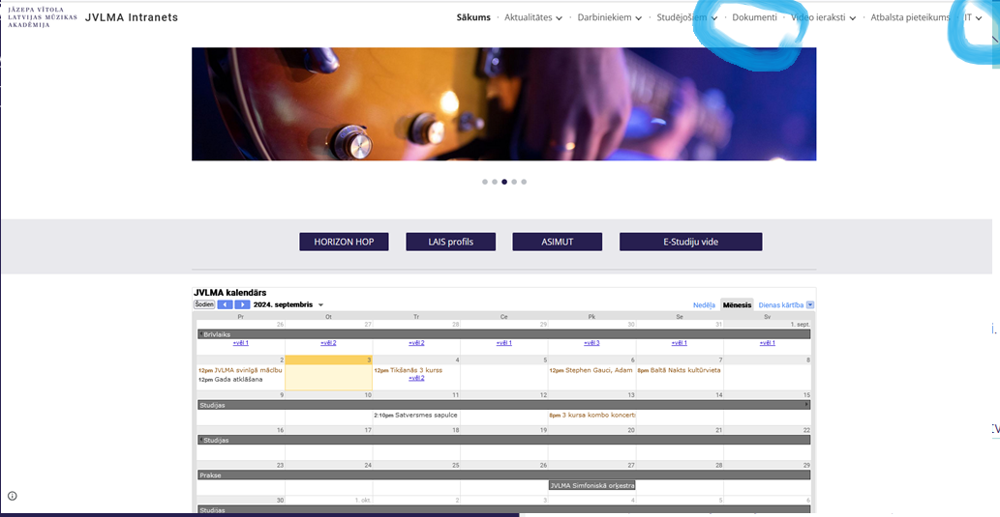 JĀZEPA VĪTOLA
LATVIJAS MŪZIKAS
AKADĒMIJA
JVLMA Intranets
Sākums · Aktualitātes · Darbiniekiem · Studējošiem · Dokumenti · Video ieraksti · Atbalsta pieteikums · IT
HORIZON HOP LAIS profils ASIMUT E-Studiju vide
JVLMA kalendārs
Šodien 2024. septembris Nedēļa Mēnesis Dienas kārtība
Pr Ot Tr Ce Pk Se Sv
26 27 28 29 30 31 1. sept.
Brīvlaiks
+vēl 1 +vēl 2 +vēl 2 +vēl 1 +vēl 3 +vēl 1 +vēl 1
2 3 4 5 6 7 8
12pm JVLMA svinīgā mācību 12pm Tikšanās 3 kurss 12pm Stephen Gauci, Adam 8pm Baltā Nakts kultūrvieta
12pm Gada atklāšana +vēl 2
9 10 11 12 13 14 15
Studijas
2:10pm Satversmes sapulce 8pm 3 kursa kombo koncert
16 17 18 19 20 21 22
Studijas
23 24 25 26 27 28 29
Prakse
JVLMA Simfoniskā orķestra
30 1. okt. 2 3 4 5 6
Studijas